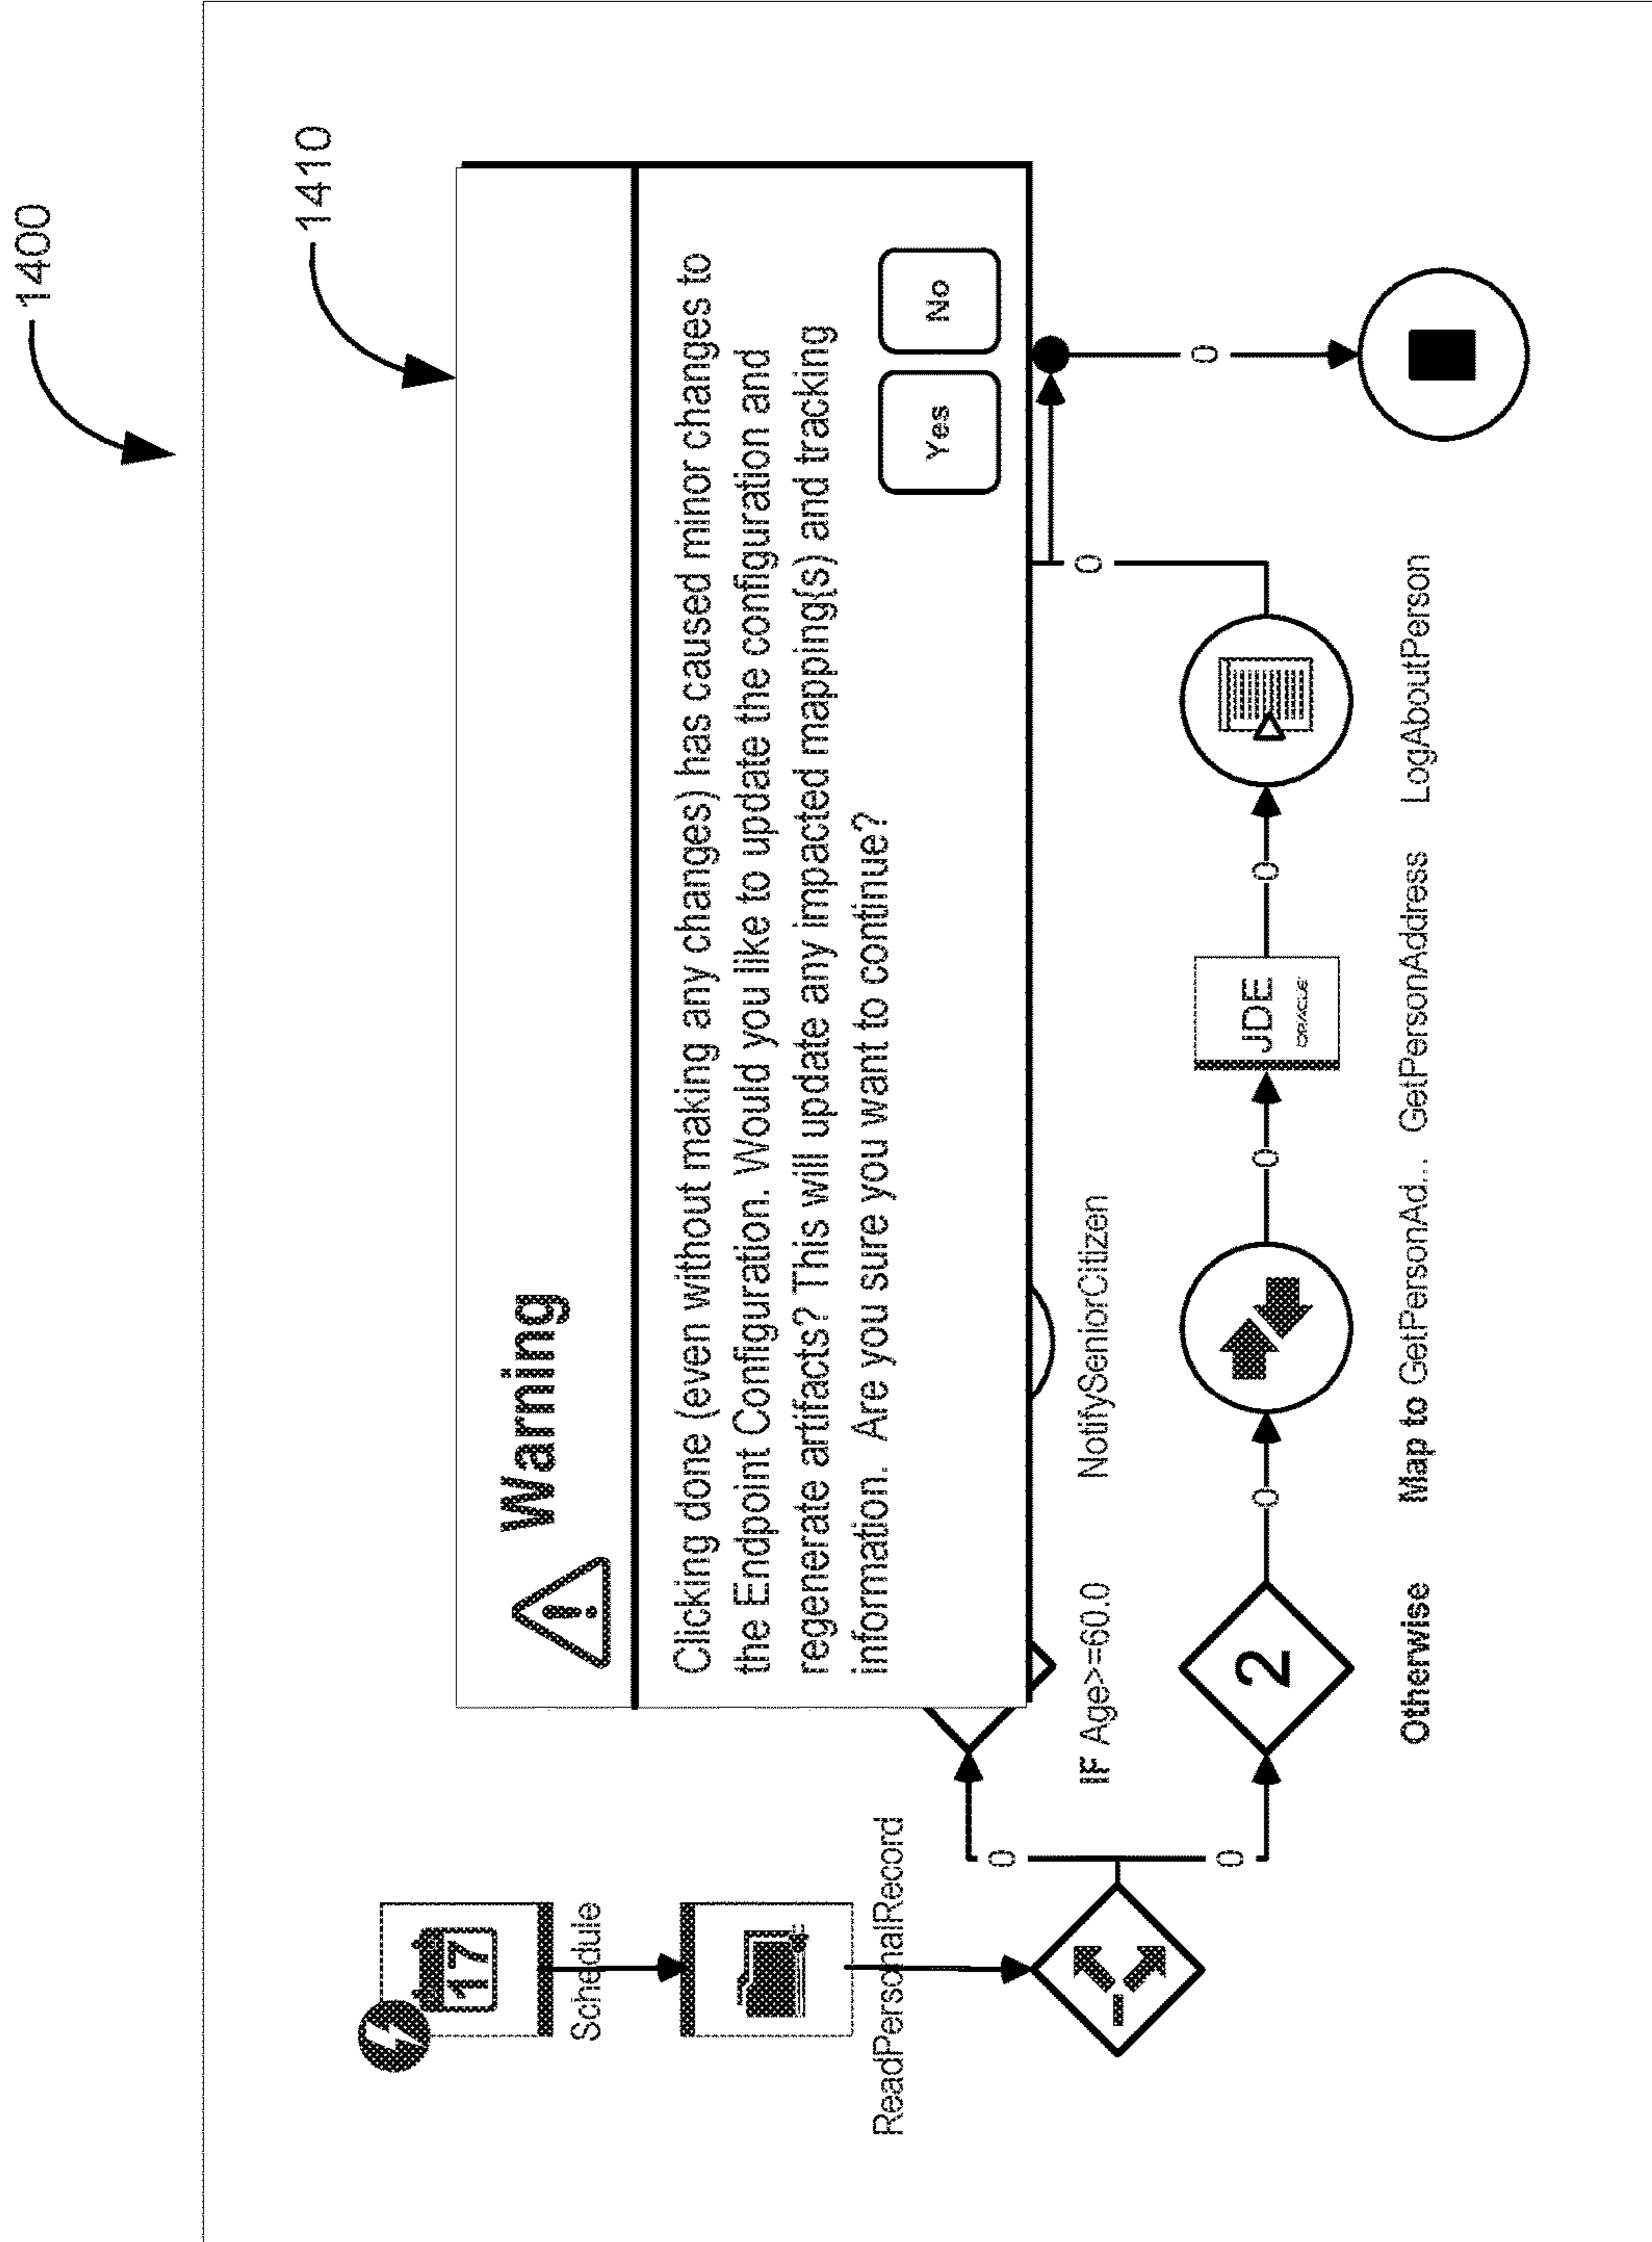 1400
1410
Warning
Clicking done (even without making any changes) has caused minor changes to
the Endpoint Configuration. Would you like to update the configuration and
regenerate artifacts? This will update any impacted mapping(s) and tracking
information. Are you sure you want to continue?
Yes
No
17
Schedule
ReadPersonalRecord
0
0
IF Age>=60.0
NotifySeniorCitizen
0
0
2
0
0
JDE
ORACLE
0
Otherwise
Map to GetPersonAd...
GetPersonAddress
LogAboutPerson